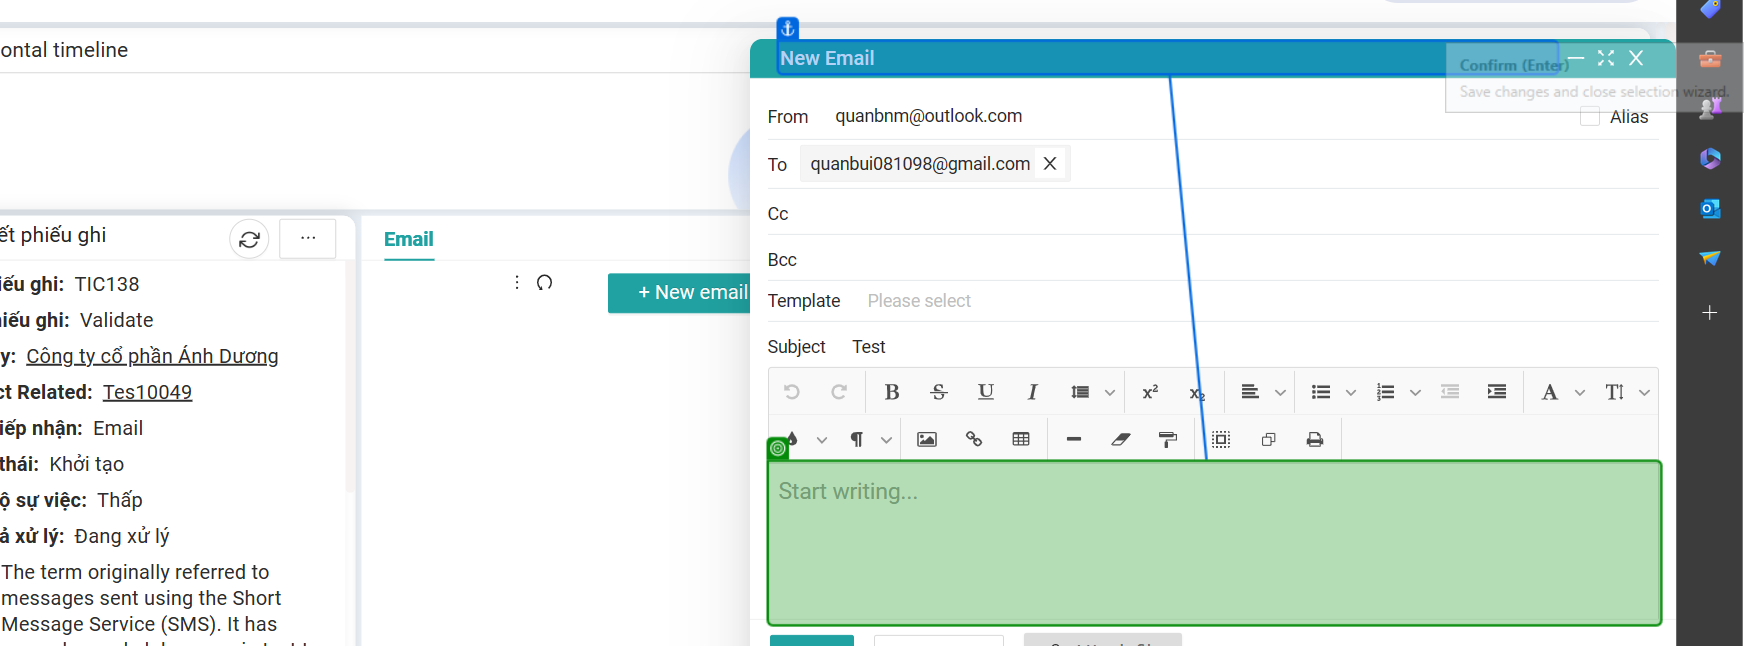 ontal timeline
New Email
Confirm (Enter)
Save changes and close selection wizard.
From quanbnm@outlook.com Alias
To quanbui081098@gmail.com X
Cc
Bcc
Template Please select
Subject Test
B S U I x² x₂ A T
Start writing...
ết phiếu ghi ...
iếu ghi: TIC138
iếu ghi: Validate
y: Công ty cổ phần Ánh Dương
ct Related: Tes10049
iếp nhận: Email
thái: Khởi tạo
ộ sự việc: Thấp
ả xử lý: Đang xử lý
The term originally referred to
messages sent using the Short
Message Service (SMS). It has
Email
+ New email